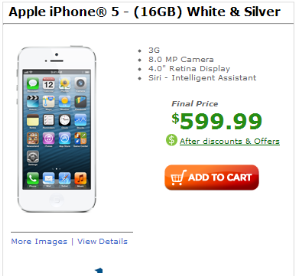 Apple iPhone® 5 - (16GB) White & Silver
3G
8.0 MP Camera
4.0" Retina Display
Siri - Intelligent Assistant
Final Price
$599.99
$ After discounts & Offers
ADD TO CART
More Images | View Details